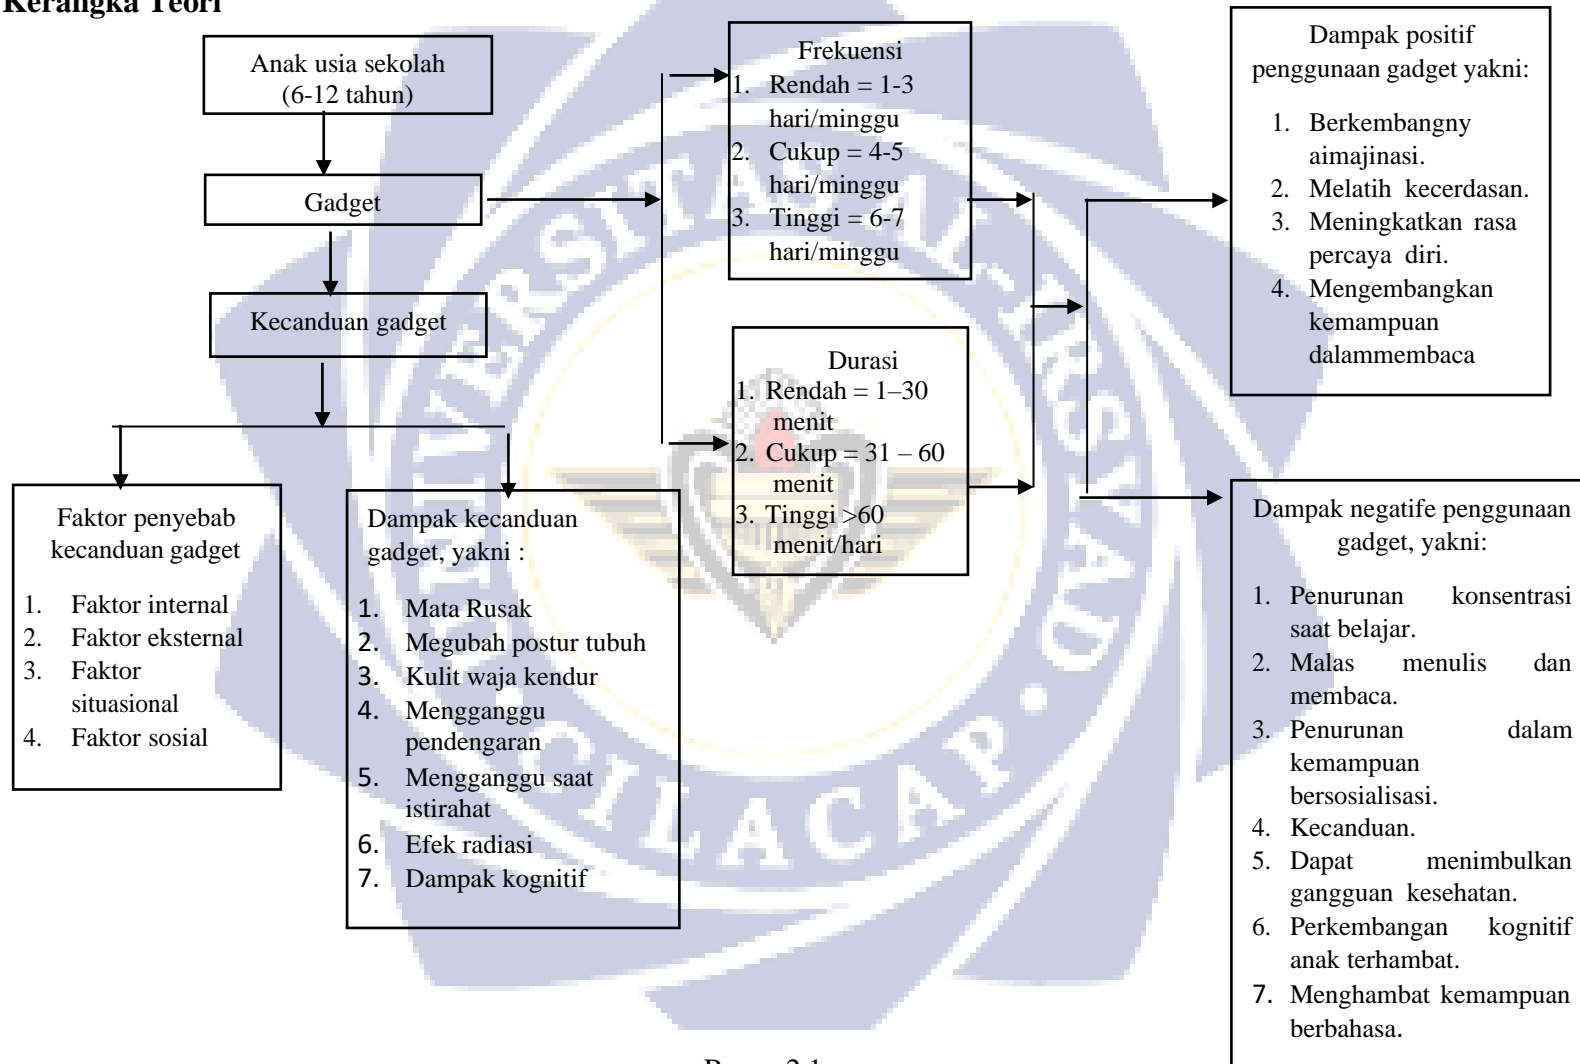 Kerangka Teori
Anak usia sekolah
(6-12 tahun)
Gadget
Kecanduan gadget
Faktor penyebab
kecanduan gadget
1. Faktor internal
2. Faktor eksternal
3. Faktor
situasional
4. Faktor sosial
Dampak kecanduan
gadget, yakni :
1. Mata Rusak
2. Megubah postur tubuh
3. Kulit waja kendur
4. Mengganggu
pendengaran
5. Mengganggu saat
istirahat
6. Efek radiasi
7. Dampak kognitif
Frekuensi
1. Rendah = 1-3
hari/minggu
2. Cukup = 4-5
hari/minggu
3. Tinggi = 6-7
hari/minggu
Durasi
1. Rendah = 1–30
menit
2. Cukup = 31 – 60
menit
3. Tinggi >60
menit/hari
Dampak positif
penggunaan gadget yakni:
1. Berkembangny
aimajinasi.
2. Melatih kecerdasan.
3. Meningkatkan rasa
percaya diri.
4. Mengembangkan
kemampuan
dalammembaca
Dampak negatife penggunaan
gadget, yakni:
1. Penurunan konsentrasi
saat belajar.
2. Malas menulis dan
membaca.
3. Penurunan dalam
kemampuan
bersosialisasi.
4. Kecanduan.
5. Dapat menimbulkan
gangguan kesehatan.
6. Perkembangan kognitif
anak terhambat.
7. Menghambat kemampuan
berbahasa.
UNIVERSITAS AL-IRSYAD
CILACAP